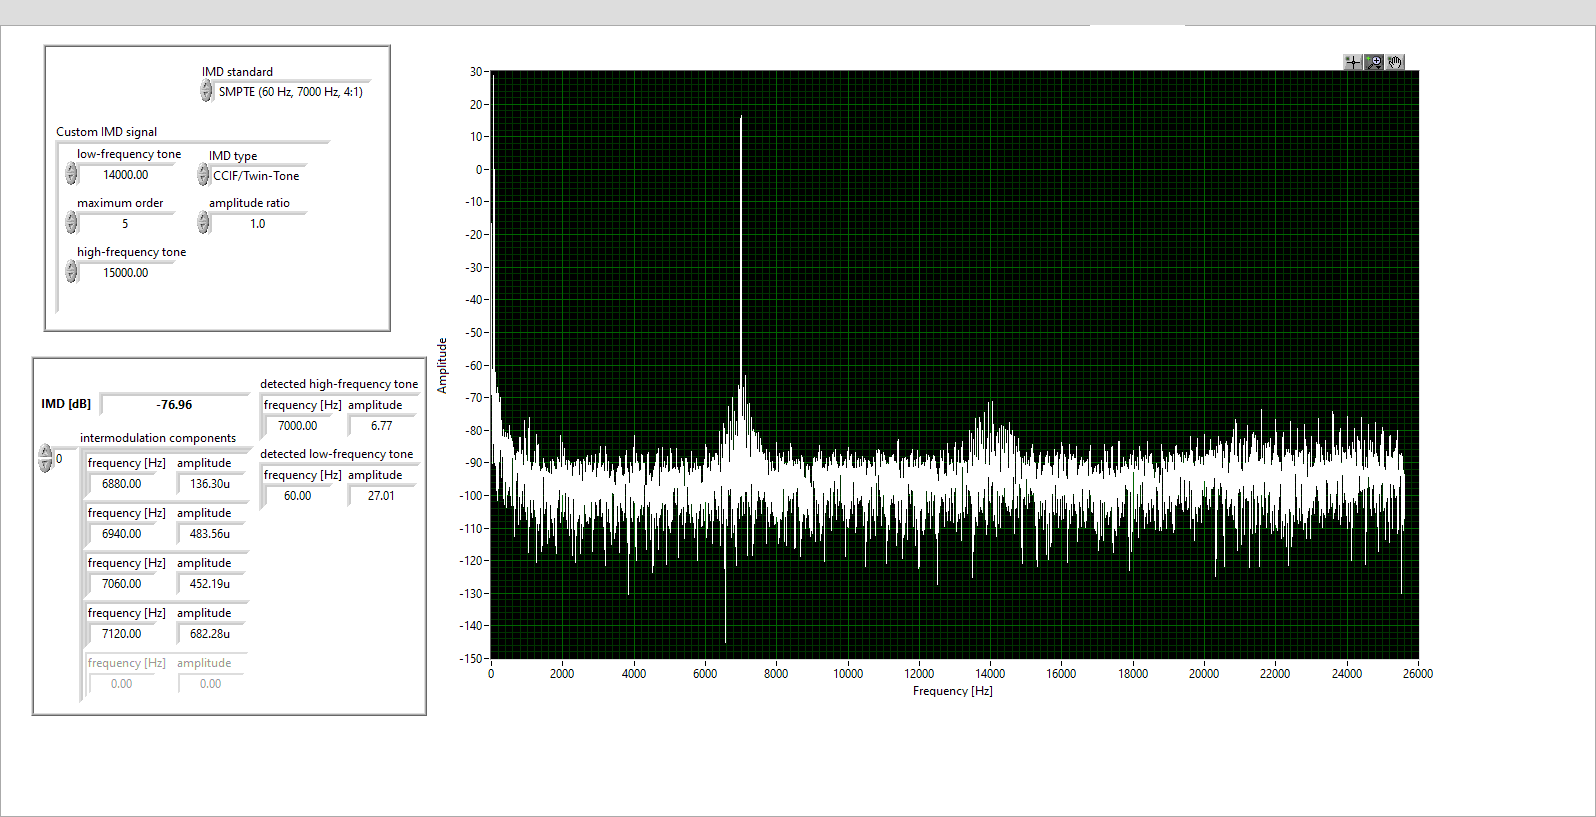 IMD standard
SMPTE (60 Hz, 7000 Hz, 4:1)
Custom IMD signal
low-frequency tone
14000.00
IMD type
CCIF/Twin-Tone
maximum order
5
amplitude ratio
1.0
high-frequency tone
15000.00
IMD [dB]
-76.96
detected high-frequency tone
frequency [Hz] amplitude
7000.00 6.77
detected low-frequency tone
frequency [Hz] amplitude
60.00 27.01
intermodulation components
0
frequency [Hz] amplitude
6880.00 136.30u
frequency [Hz] amplitude
6940.00 483.56u
frequency [Hz] amplitude
7060.00 452.19u
frequency [Hz] amplitude
7120.00 682.28u
frequency [Hz] amplitude
0.00 0.00
Amplitude
30
20
10
0
-10
-20
-30
-40
-50
-60
-70
-80
-90
-100
-110
-120
-130
-140
-150
0 2000 4000 6000 8000 10000 12000 14000 16000 18000 20000 22000 24000 26000
Frequency [Hz]